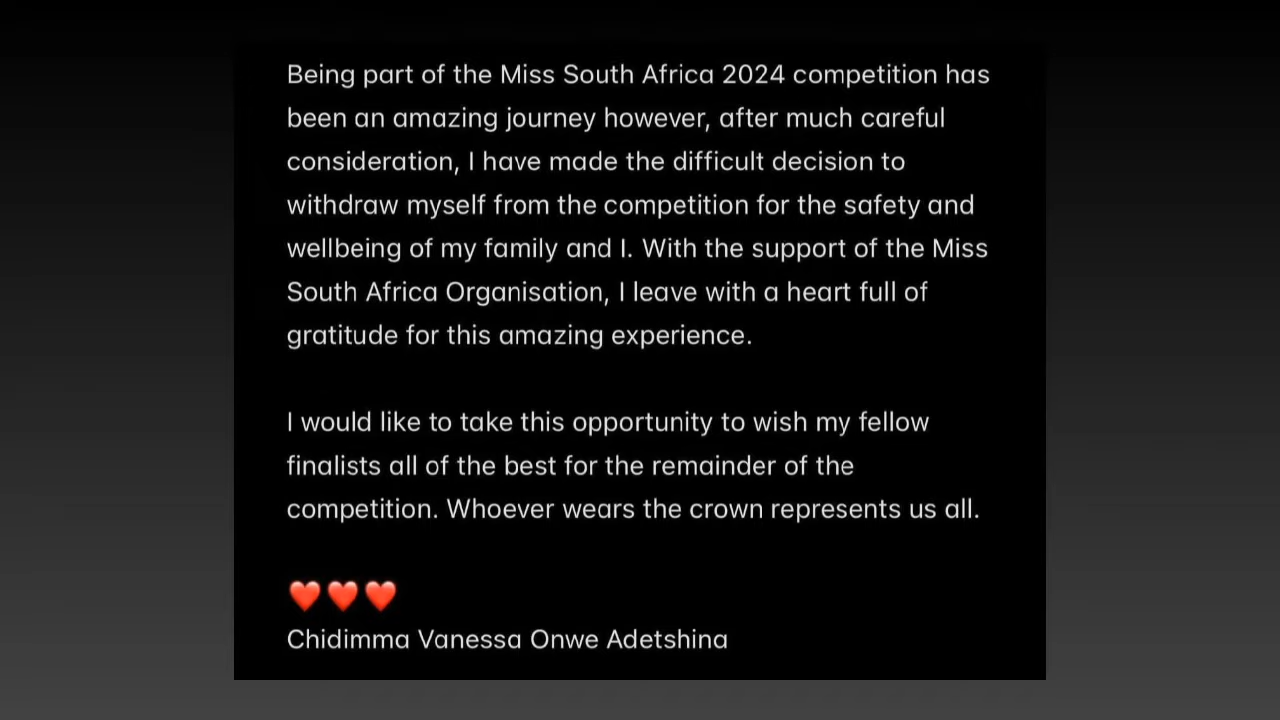 Being part of the Miss South Africa 2024 competition has
been an amazing journey however, after much careful
consideration, I have made the difficult decision to
withdraw myself from the competition for the safety and
wellbeing of my family and I. With the support of the Miss
South Africa Organisation, I leave with a heart full of
gratitude for this amazing experience.
I would like to take this opportunity to wish my fellow
finalists all of the best for the remainder of the
competition. Whoever wears the crown represents us all.
❤️❤️❤️
Chidimma Vanessa Onwe Adetshina